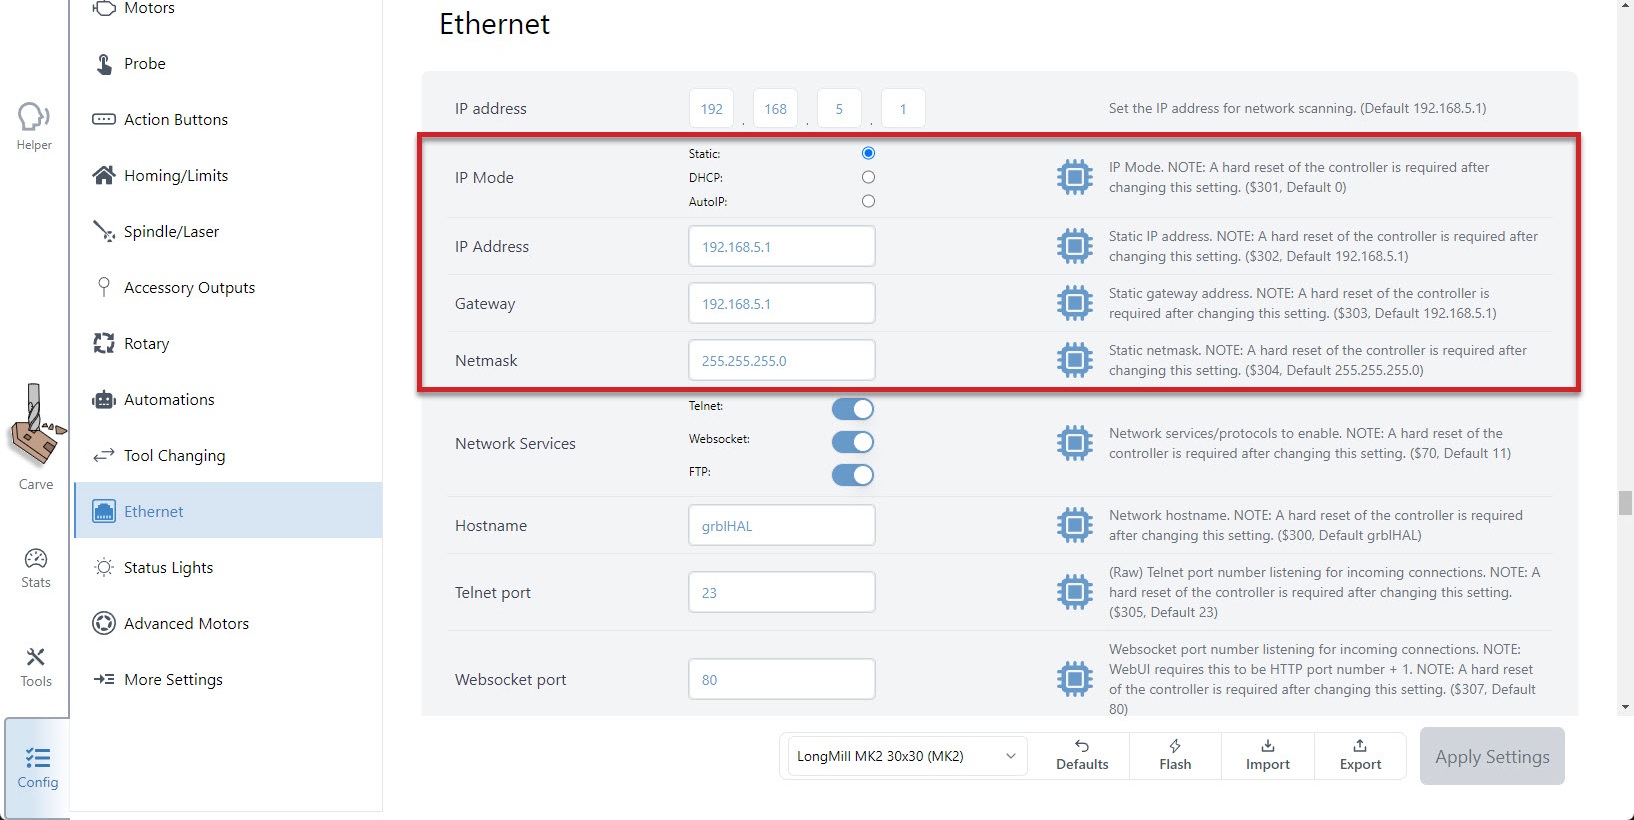 Ethernet
Motors
Probe
Action Buttons
Homing/Limits
Spindle/Laser
Accessory Outputs
Rotary
Automations
Tool Changing
Ethernet
Status Lights
Advanced Motors
More Settings
Helper
Carve
Stats
Tools
Config
IP address
192 . 168 . 5 . 1
Set the IP address for network scanning. (Default 192.168.5.1)
IP Mode
Static:
DHCP:
AutoIP:
IP Mode. NOTE: A hard reset of the controller is required after
changing this setting. ($301, Default 0)
IP Address
192.168.5.1
Static IP address. NOTE: A hard reset of the controller is required after
changing this setting. ($302, Default 192.168.5.1)
Gateway
192.168.5.1
Static gateway address. NOTE: A hard reset of the controller is
required after changing this setting. ($303, Default 192.168.5.1)
Netmask
255.255.255.0
Static netmask. NOTE: A hard reset of the controller is required after
changing this setting. ($304, Default 255.255.255.0)
Network Services
Telnet:
Websocket:
FTP:
Network services/protocols to enable. NOTE: A hard reset of the
controller is required after changing this setting. ($70, Default 11)
Hostname
grblHAL
Network hostname. NOTE: A hard reset of the controller is required
after changing this setting. ($300, Default grblHAL)
Telnet port
23
(Raw) Telnet port number listening for incoming connections. NOTE: A
hard reset of the controller is required after changing this setting.
($305, Default 23)
Websocket port
80
Websocket port number listening for incoming connections. NOTE:
WebUI requires this to be HTTP port number + 1. NOTE: A hard reset
of the controller is required after changing this setting. ($307, Default
80)
LongMill MK2 30x30 (MK2)
Defaults
Flash
Import
Export
Apply Settings